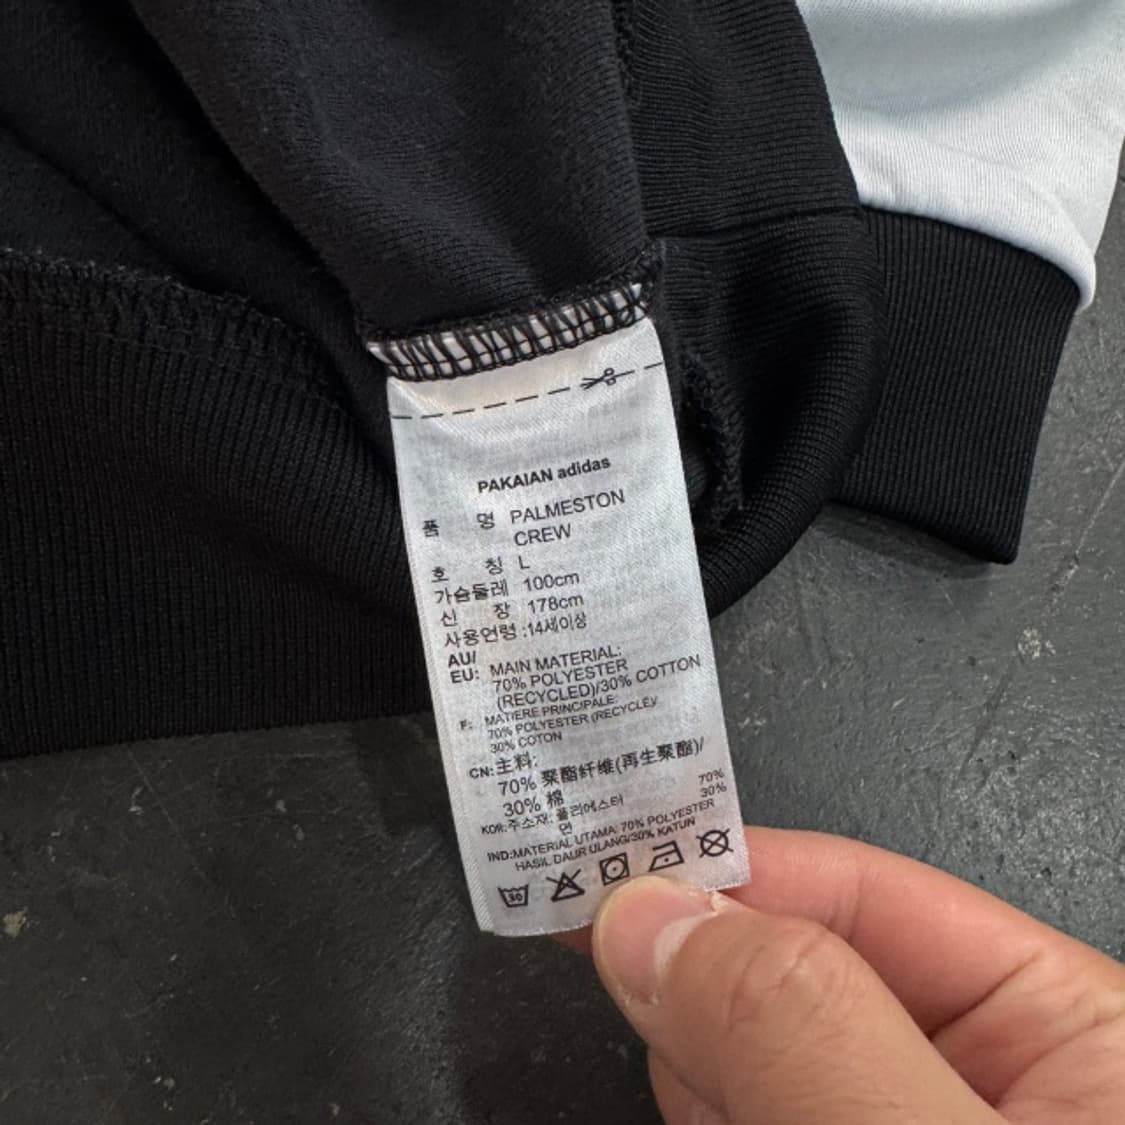 PAKAIAN adidas
품 명 PALMESTON
CREW
호 칭 L
가슴둘레 100cm
신 장 178cm
사용연령 :14세이상
AU/
EU: MAIN MATERIAL:
70% POLYESTER
(RECYCLED)/30% COTTON
F: MATIERE PRINCIPALE:
70% POLYESTER (RECYCLE)/
30% COTON
CN: 主料:
70% 聚酯纤维(再生聚酯)/
30% 棉
KOR: 주소재: 폴리에스터 70%
면 30%
IND:MATERIAL UTAMA: 70% POLYESTER
HASIL DAUR ULANG/30% KATUN
30